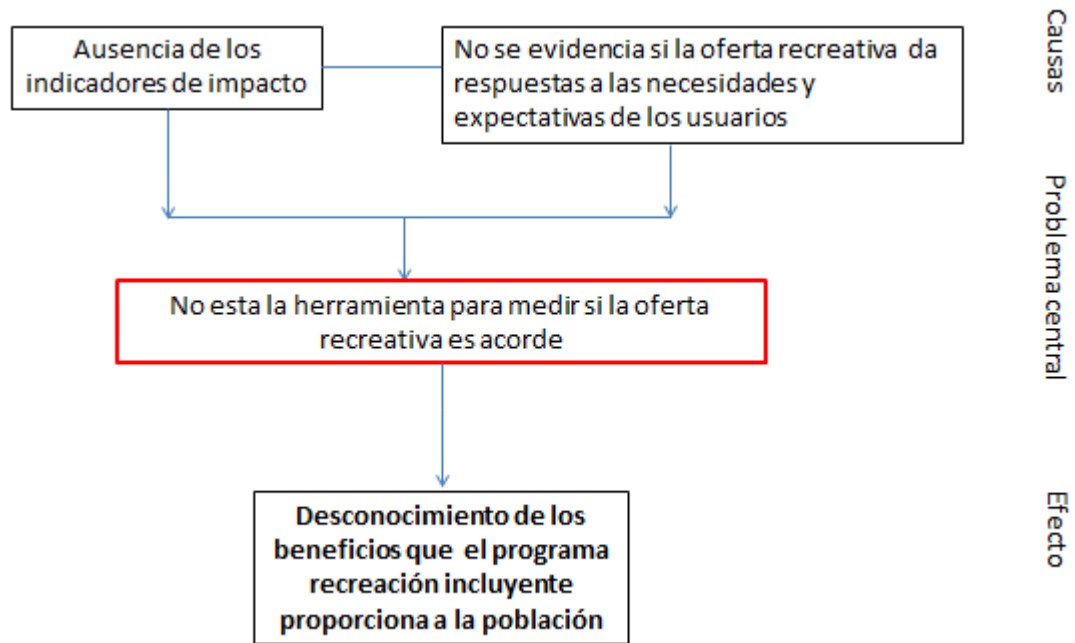 Ausencia de los
indicadores de impacto
No se evidencia si la oferta recreativa da
respuestas a las necesidades y
expectativas de los usuarios
Causas
No esta la herramienta para medir si la oferta
recreativa es acorde
Problema central
Desconocimiento de los
beneficios que el programa
recreación incluyente
proporciona a la población
Efecto